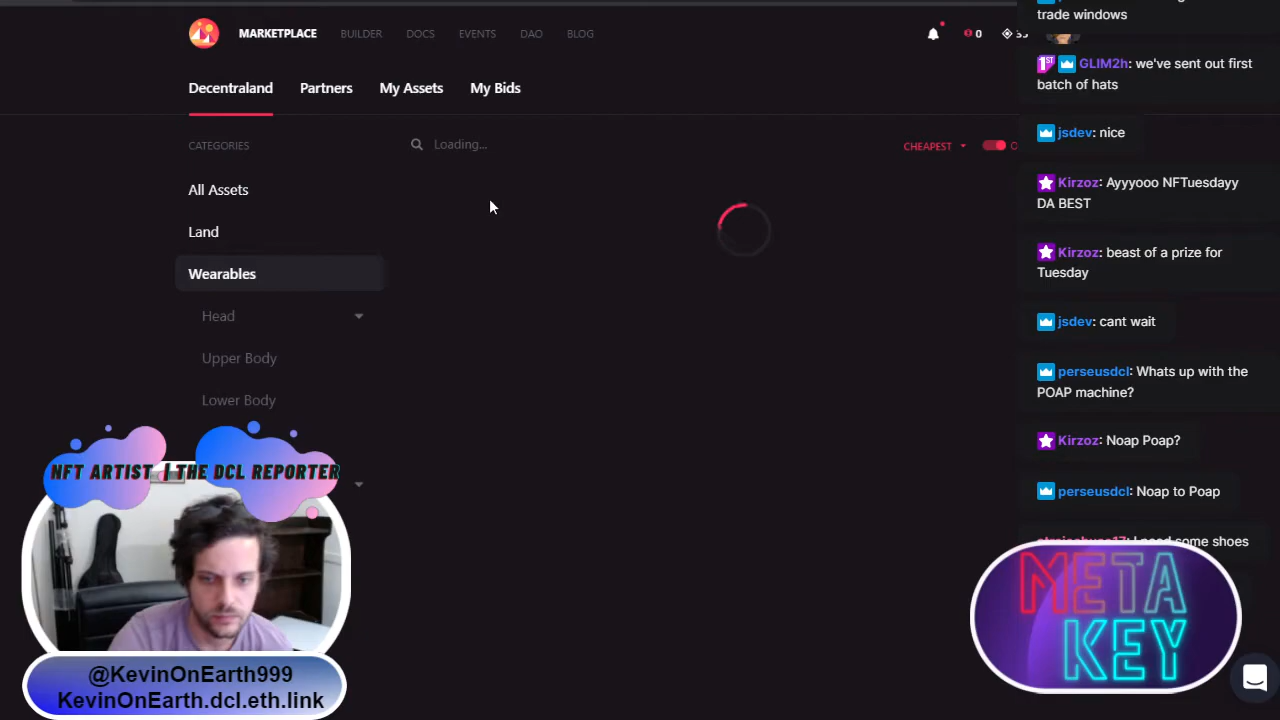 MARKETPLACE BUILDER DOCS EVENTS DAO BLOG 0
Decentraland Partners My Assets My Bids
CATEGORIES
Loading...
CHEAPEST
All Assets
Land
Wearables
Head
Upper Body
Lower Body
NFT ARTIST | THE DCL REPORTER
@KevinOnEarth999
KevinOnEarth.dcl.eth.link
trade windows
1ST GLIM2h: we've sent out first
batch of hats
jsdev: nice
Kirzoz: Ayyyooo NFTuesdayy
DA BEST
Kirzoz: beast of a prize for
Tuesday
jsdev: cant wait
perseusdcl: Whats up with the
POAP machine?
Kirzoz: Noap Poap?
perseusdcl: Noap to Poap
some shoes
META
KEY